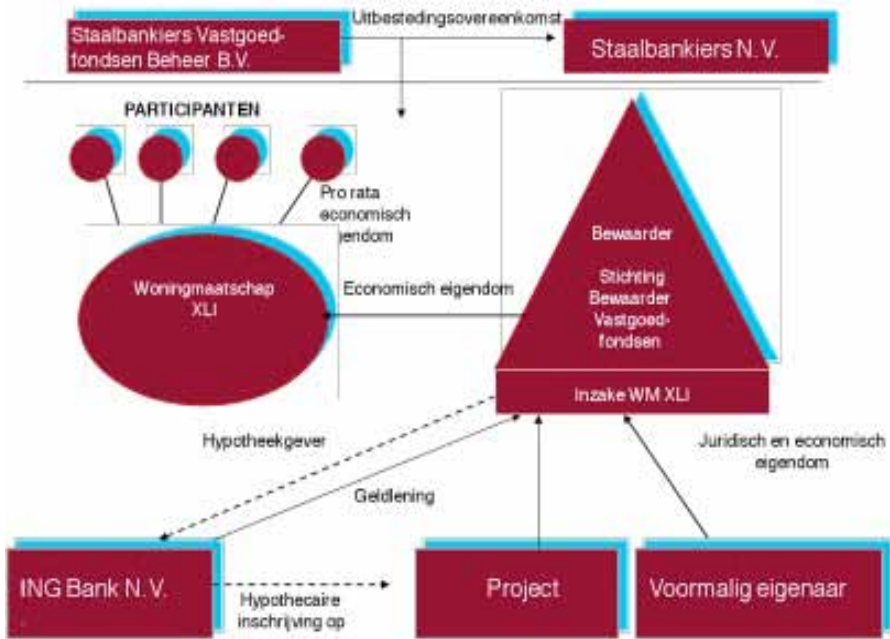 Uitbestedingsovereenkomst
Staalbankiers Vastgoed-
fondsen Beheer B.V.
Staalbankiers N.V.
PARTICIPANTEN
Pro rata
economisch
eigendom
Bewaarder
Stichting
Bewaarder
Vastgoed-
fondsen
Woningmaatschap
XLI
Economisch eigendom
Inzake WM XLI
Hypotheekgever
Juridisch en economisch
eigendom
Geldlening
ING Bank N.V.
Hypothecaire
inschrijving op
Project
Voormalig eigenaar